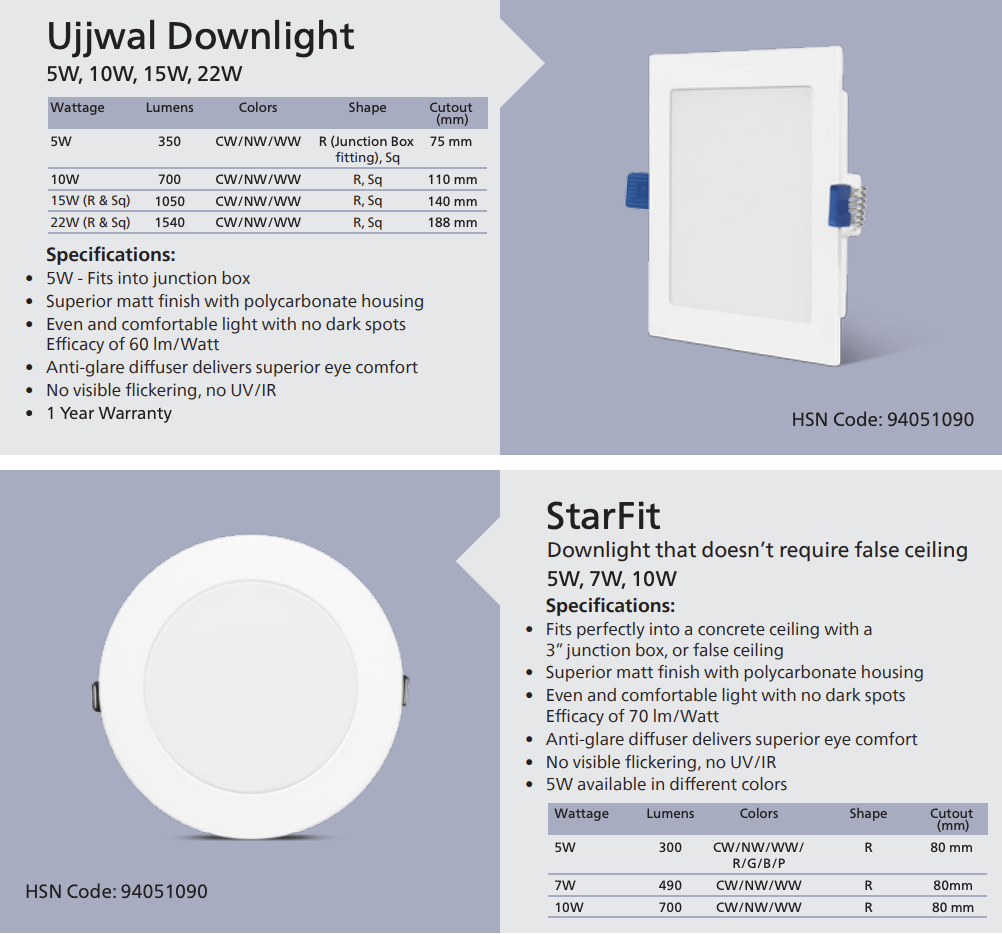 Ujjwal Downlight
5W, 10W, 15W, 22W
Wattage Lumens Colors Shape Cutout
(mm)
5W 350 CW/NW/WW R (Junction Box 75 mm
fitting), Sq
10W 700 CW/NW/WW R, Sq 110 mm
15W (R & Sq) 1050 CW/NW/WW R, Sq 140 mm
22W (R & Sq) 1540 CW/NW/WW R, Sq 188 mm
Specifications:
• 5W - Fits into junction box
• Superior matt finish with polycarbonate housing
• Even and comfortable light with no dark spots
Efficacy of 60 lm/Watt
• Anti-glare diffuser delivers superior eye comfort
• No visible flickering, no UV/IR
• 1 Year Warranty
HSN Code: 94051090
StarFit
Downlight that doesn’t require false ceiling
5W, 7W, 10W
Specifications:
• Fits perfectly into a concrete ceiling with a
3” junction box, or false ceiling
• Superior matt finish with polycarbonate housing
• Even and comfortable light with no dark spots
Efficacy of 70 lm/Watt
• Anti-glare diffuser delivers superior eye comfort
• No visible flickering, no UV/IR
• 5W available in different colors
Wattage Lumens Colors Shape Cutout
(mm)
5W 300 CW/NW/WW/ R 80 mm
R/G/B/P
7W 490 CW/NW/WW R 80mm
10W 700 CW/NW/WW R 80 mm
HSN Code: 94051090